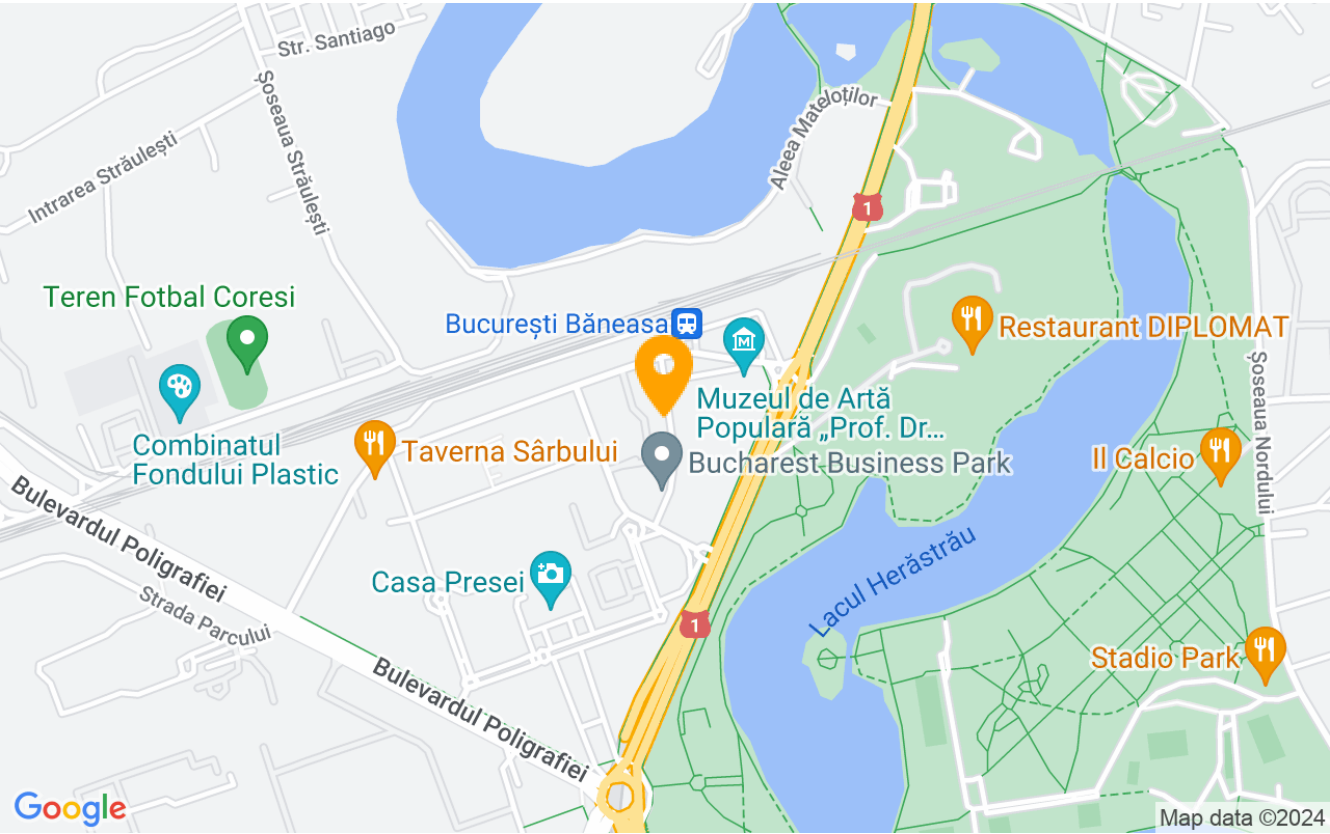 Str. Santiago
Șoseaua Străulești
Intrarea Străulești
Aleea Mateloților
1
Teren Fotbal Coresi
București Băneasa
M
Restaurant DIPLOMAT
Șoseaua Nordului
Muzeul de Artă
Populară „Prof. Dr...
Combinatul
Fondului Plastic
Taverna Sârbului
Bucharest Business Park
Il Calcio
Bulevardul Poligrafiei
Lacul Herăstrău
Casa Presei
Strada Parcului
1
Stadio Park
Bulevardul Poligrafiei
Google
Map data ©2024